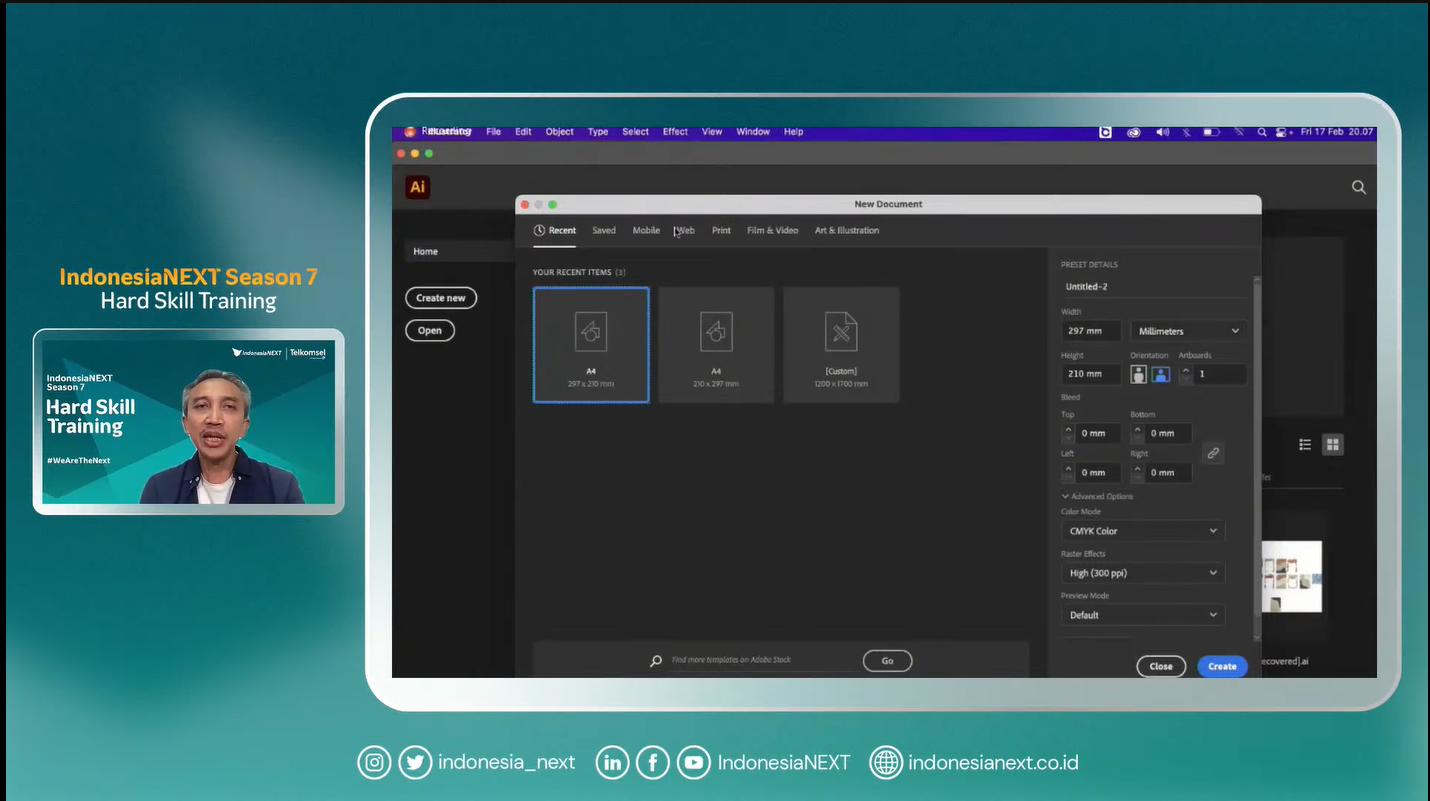 IndonesiaNEXT Season 7
Hard Skill Training
IndonesiaNEXT | Telkomsel
IndonesiaNEXT
Season 7
Hard Skill
Training
#WeAreTheNext
File Edit Object Type Select Effect View Window Help
Fri 17 Feb 20.07
Ai
New Document
Home
Create new
Open
Recent Saved Mobile Web Print Film & Video Art & Illustration
YOUR RECENT ITEMS (3)
A4
297 x 210 mm
A4
210 x 297 mm
[Custom]
1200 x 1700 mm
Find more templates on Adobe Stock
Go
PRESET DETAILS
Untitled-2
Width
297 mm Millimeters
Height Orientation Artboards
210 mm 1
Bleed
Top Bottom
0 mm 0 mm
Left Right
0 mm 0 mm
Advanced Options
Color Mode
CMYK Color
Raster Effects
High (300 ppi)
Preview Mode
Default
Close Create
ecovered].ai
indonesia_next IndonesiaNEXT indonesianext.co.id